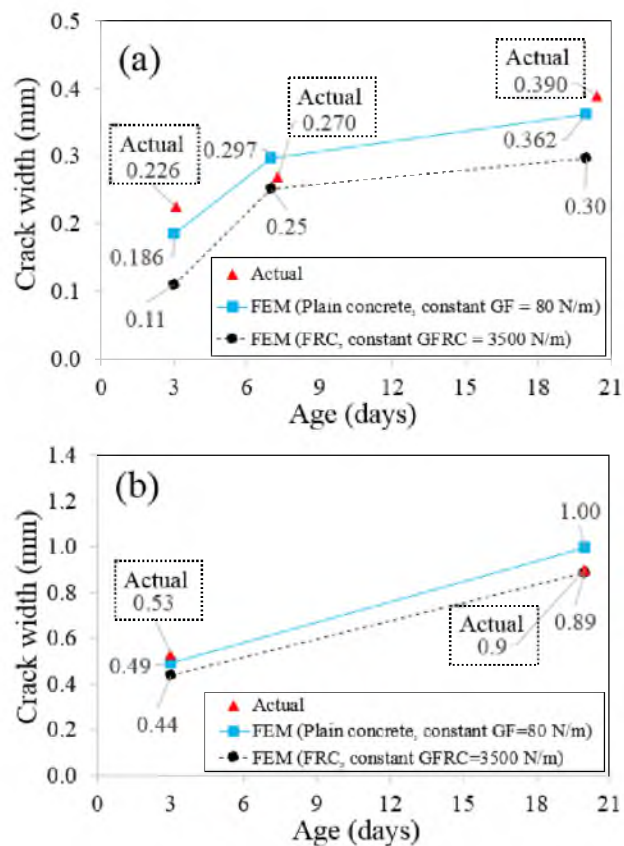 0.5
(a)
Actual
0.390
Actual
0.226
Actual
0.270
0.4
0.297
0.362
0.3
0.186
0.25
0.30
0.2
0.11
0.1
0.0
Crack width (mm)
Actual
FEM (Plain concrete, constant GF = 80 N/m)
FEM (FRC, constant GFRC = 3500 N/m)
0 3 6 9 12 15 18 21
Age (days)
1.4
(b)
1.2
1.00
1.0
Actual
0.53
0.8
0.49
Actual
0.9
0.89
0.6
0.44
0.4
0.2
0.0
Crack width (mm)
Actual
FEM (Plain concrete, constant GF=80 N/m)
FEM (FRC, constant GFRC=3500 N/m)
0 3 6 9 12 15 18 21
Age (days)